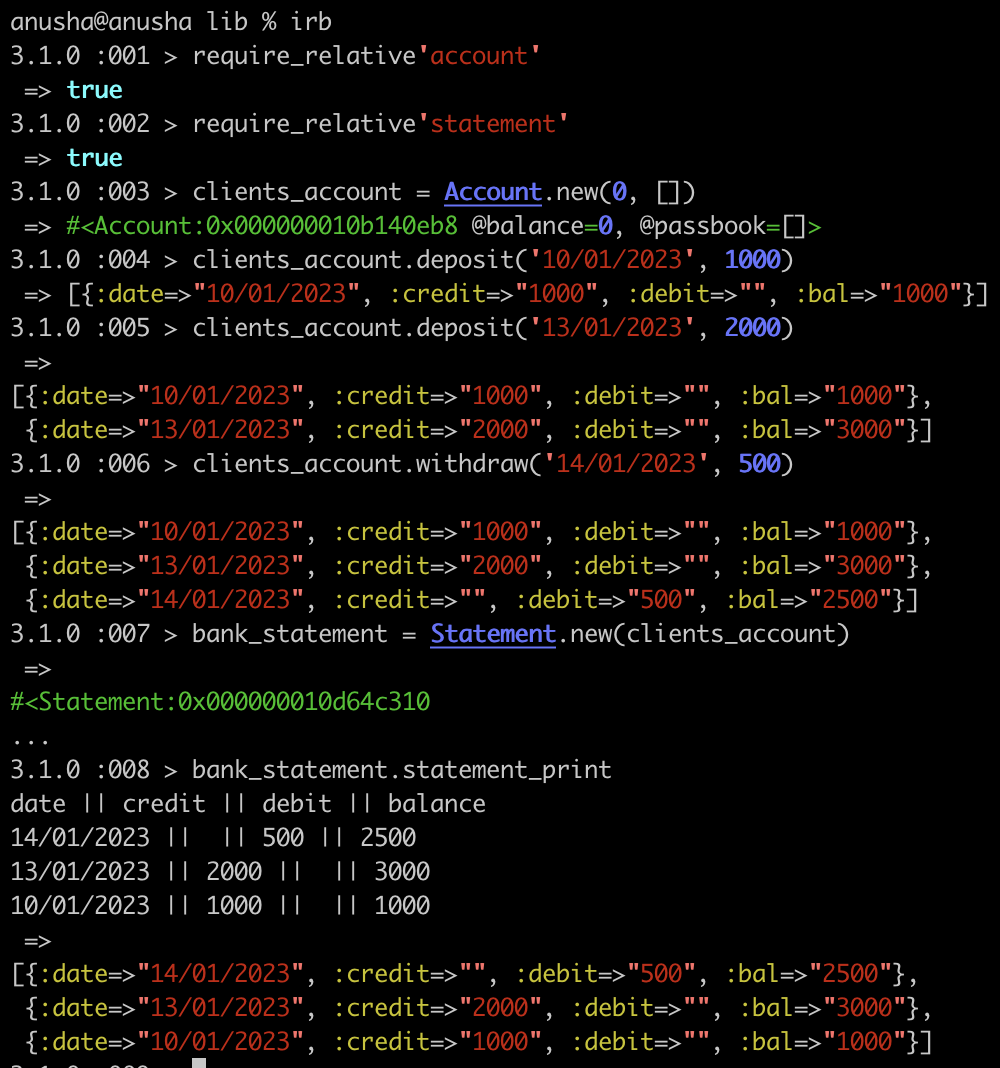 anusha@anusha lib % irb
3.1.0 :001 > require_relative'account'
 => true
3.1.0 :002 > require_relative'statement'
 => true
3.1.0 :003 > clients_account = Account.new(0, [])
 => #<Account:0x000000010b140eb8 @balance=0, @passbook=[]>
3.1.0 :004 > clients_account.deposit('10/01/2023', 1000)
 => [{:date=>"10/01/2023", :credit=>"1000", :debit=>"", :bal=>"1000"}]
3.1.0 :005 > clients_account.deposit('13/01/2023', 2000)
 =>
[{:date=>"10/01/2023", :credit=>"1000", :debit=>"", :bal=>"1000"},
 {:date=>"13/01/2023", :credit=>"2000", :debit=>"", :bal=>"3000"}]
3.1.0 :006 > clients_account.withdraw('14/01/2023', 500)
 =>
[{:date=>"10/01/2023", :credit=>"1000", :debit=>"", :bal=>"1000"},
 {:date=>"13/01/2023", :credit=>"2000", :debit=>"", :bal=>"3000"},
 {:date=>"14/01/2023", :credit=>"", :debit=>"500", :bal=>"2500"}]
3.1.0 :007 > bank_statement = Statement.new(clients_account)
 =>
#<Statement:0x000000010d64c310
...
3.1.0 :008 > bank_statement.statement_print
date || credit || debit || balance
14/01/2023 ||  || 500 || 2500
13/01/2023 || 2000 ||  || 3000
10/01/2023 || 1000 ||  || 1000
 =>
[{:date=>"14/01/2023", :credit=>"", :debit=>"500", :bal=>"2500"},
 {:date=>"13/01/2023", :credit=>"2000", :debit=>"", :bal=>"3000"},
 {:date=>"10/01/2023", :credit=>"1000", :debit=>"", :bal=>"1000"}]